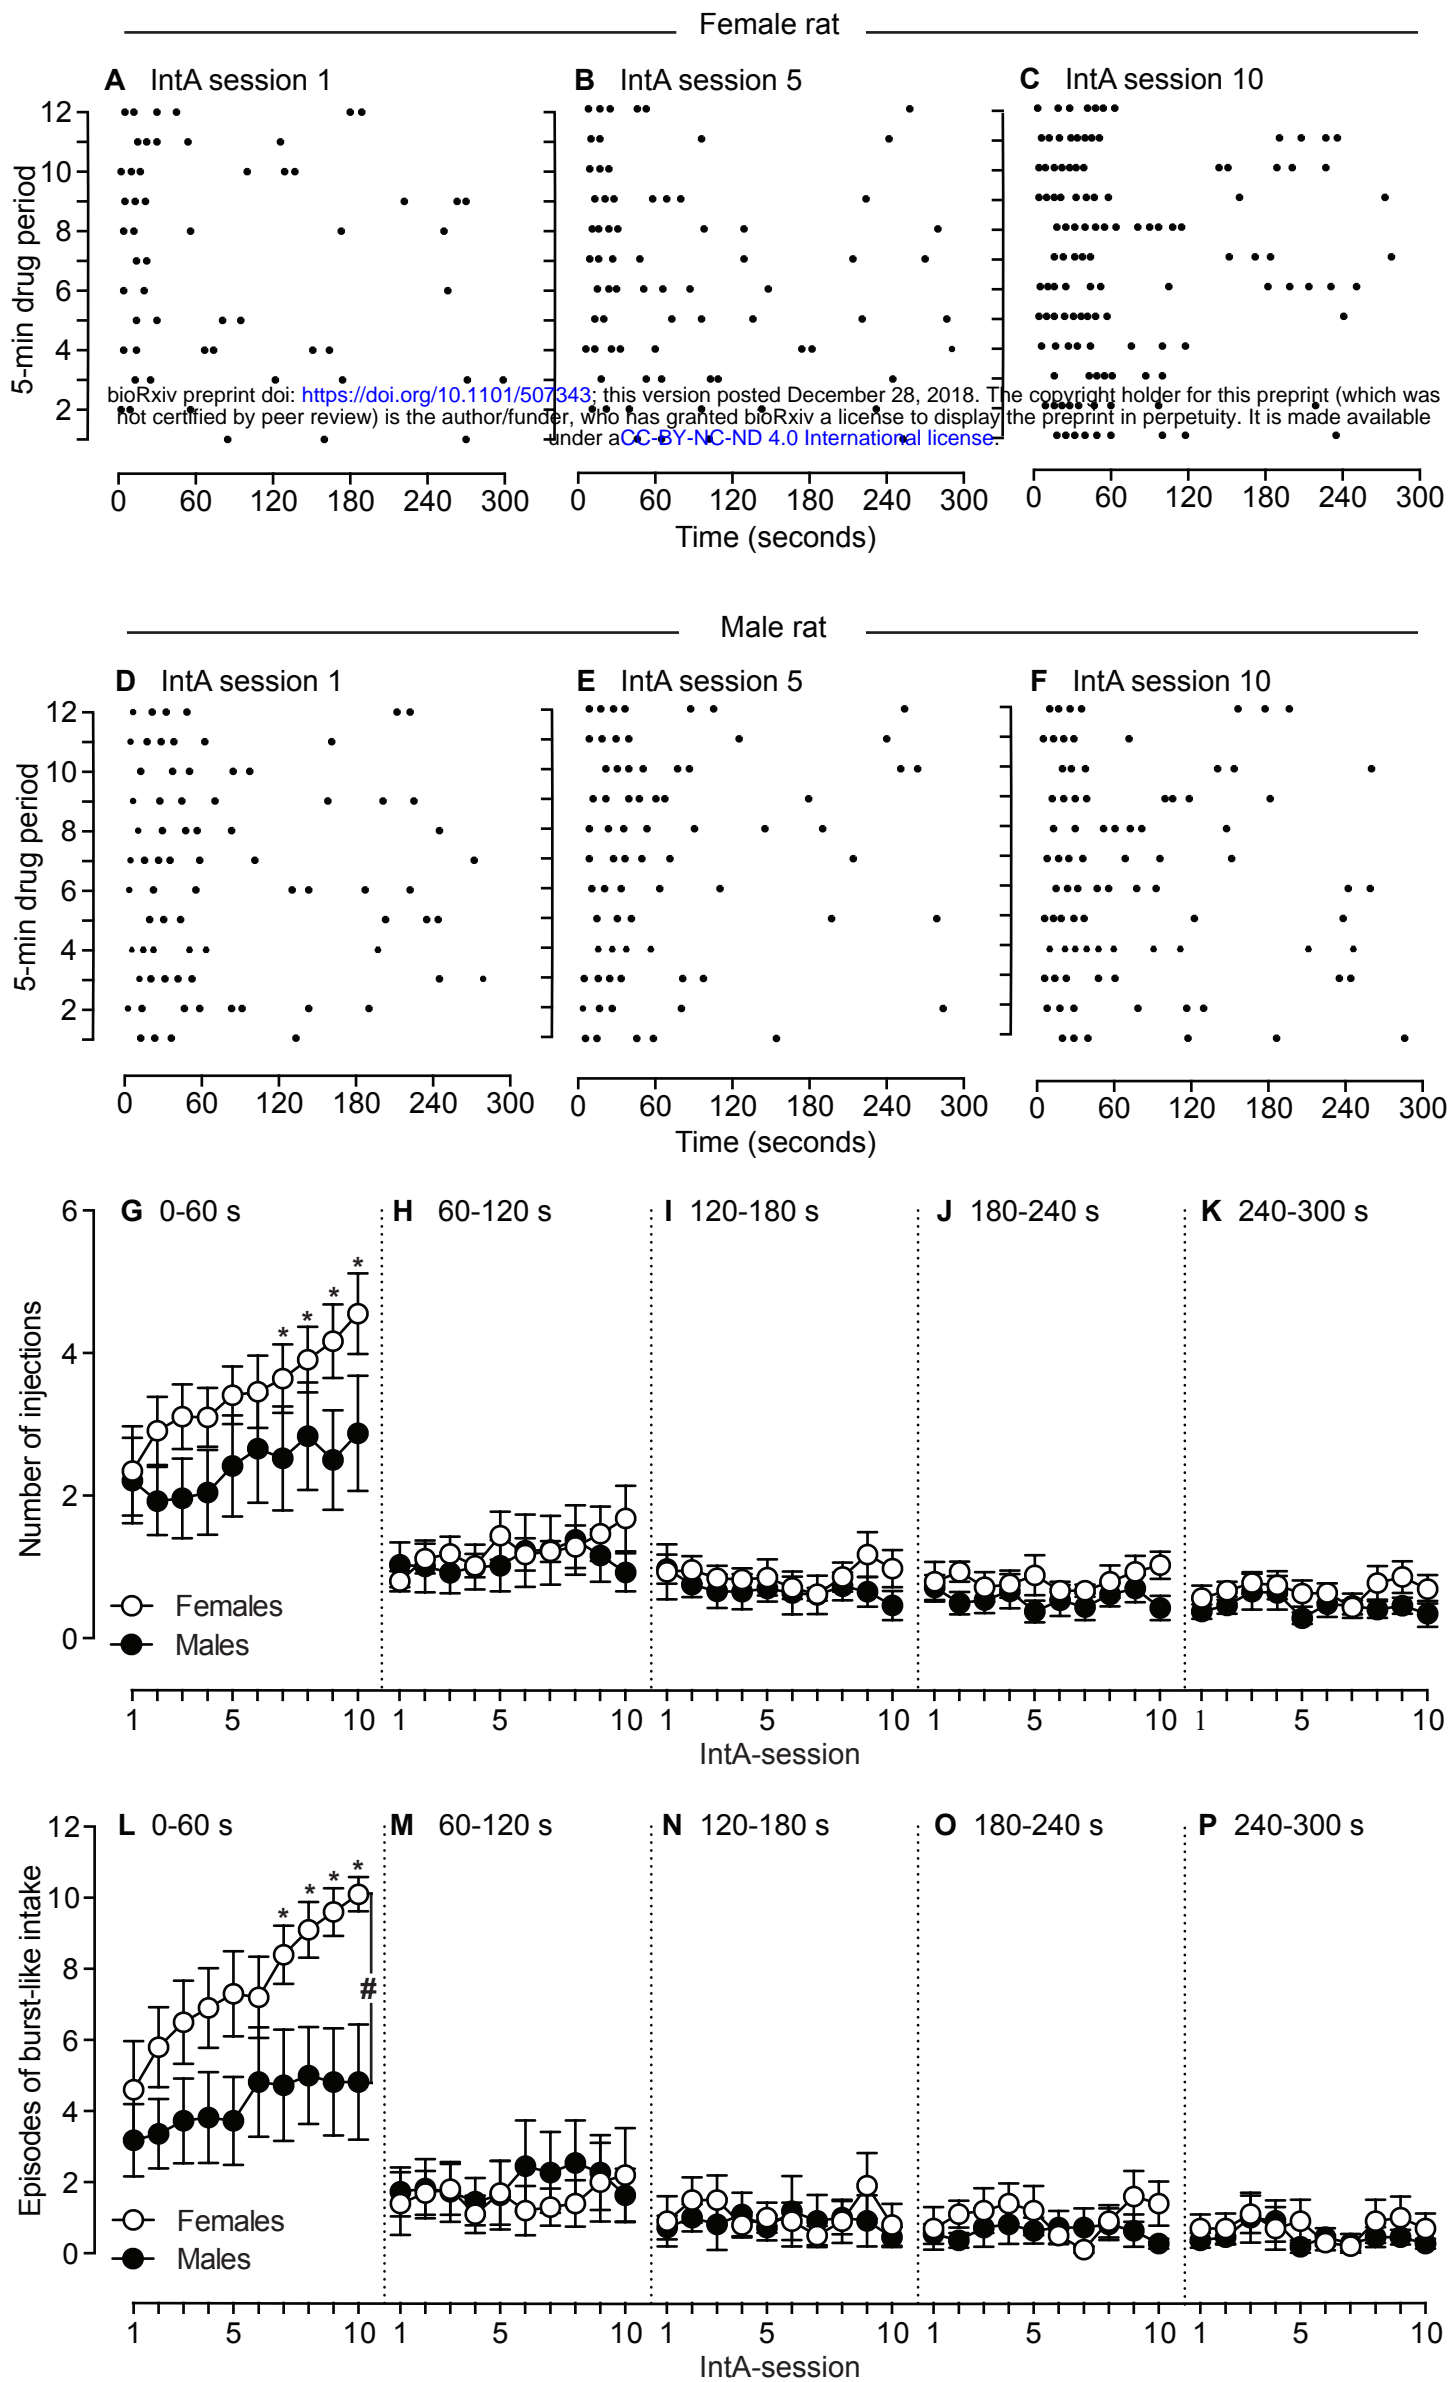 Female rat
A IntA session 1
B IntA session 5
C IntA session 10
5-min drug period
12
10
8
6
4
2
bioRxiv preprint doi: https://doi.org/10.1101/507343; this version posted December 28, 2018. The copyright holder for this preprint (which was
not certified by peer review) is the author/funder, who has granted bioRxiv a license to display the preprint in perpetuity. It is made available
under aCC-BY-NC-ND 4.0 International license.
0 60 120 180 240 300
0 60 120 180 240 300
0 60 120 180 240 300
Time (seconds)
Male rat
D IntA session 1
E IntA session 5
F IntA session 10
5-min drug period
12
10
8
6
4
2
0 60 120 180 240 300
0 60 120 180 240 300
0 60 120 180 240 300
Time (seconds)
G 0-60 s
H 60-120 s
I 120-180 s
J 180-240 s
K 240-300 s
Number of injections
6
4
2
0
* * * *
Females
Males
1 5 10
1 5 10
1 5 10
1 5 10
1 5 10
IntA-session
L 0-60 s
M 60-120 s
N 120-180 s
O 180-240 s
P 240-300 s
Episodes of burst-like intake
12
10
8
6
4
2
0
* * * *
#
Females
Males
1 5 10
1 5 10
1 5 10
1 5 10
1 5 10
IntA-session